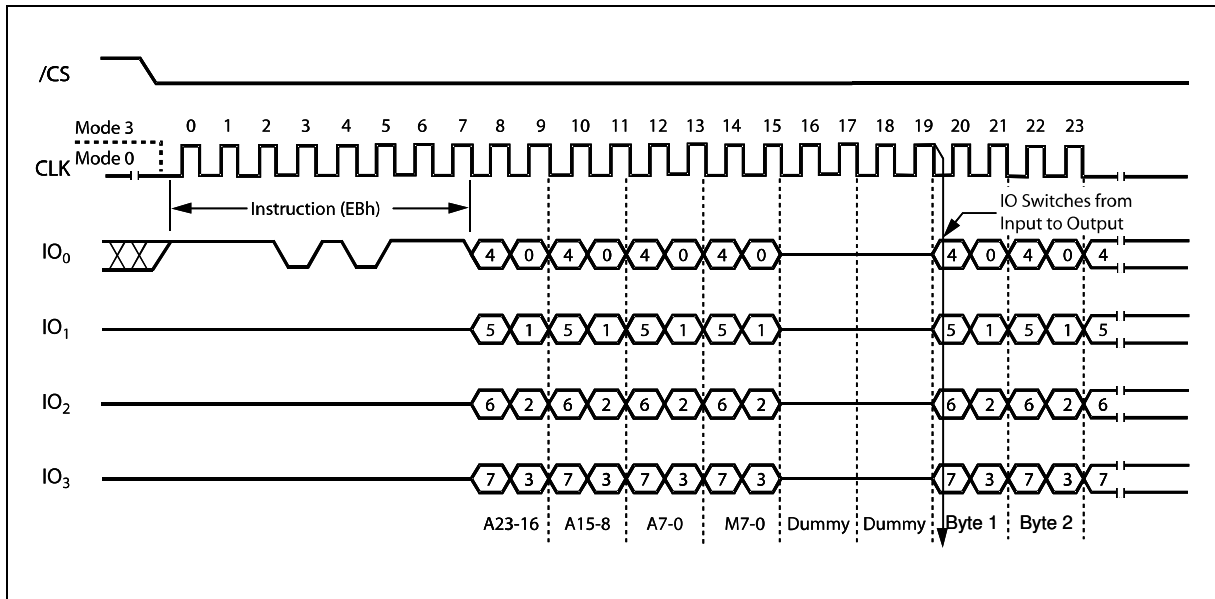 /CS
Mode 3
0 1 2 3 4 5 6 7 8 9 10 11 12 13 14 15 16 17 18 19 20 21 22 23
CLK
Mode 0
Instruction (EBh)
IO Switches from
Input to Output
IO0
4 0 4 0 4 0 4 0 4 0 4 0 4
IO1
5 1 5 1 5 1 5 1 5 1 5 1 5
IO2
6 2 6 2 6 2 6 2 6 2 6 2 6
IO3
7 3 7 3 7 3 7 3 7 3 7 3 7
A23-16 A15-8 A7-0 M7-0 Dummy Dummy Byte 1 Byte 2